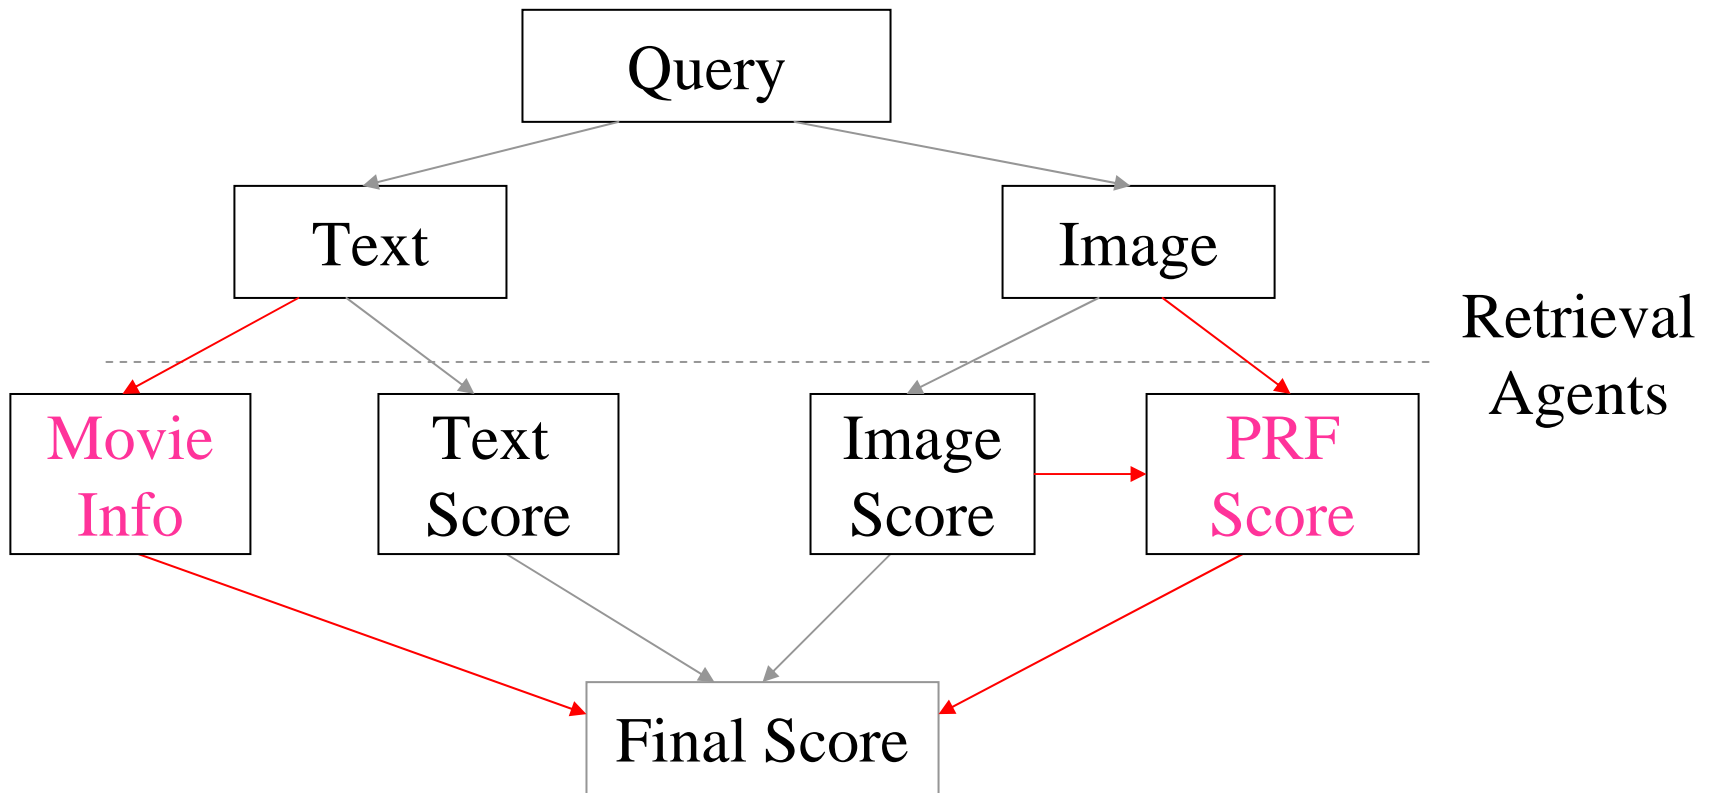 Query
Text
Image
Retrieval
Agents
Movie
Info
Text
Score
Image
Score
PRF
Score
Final Score